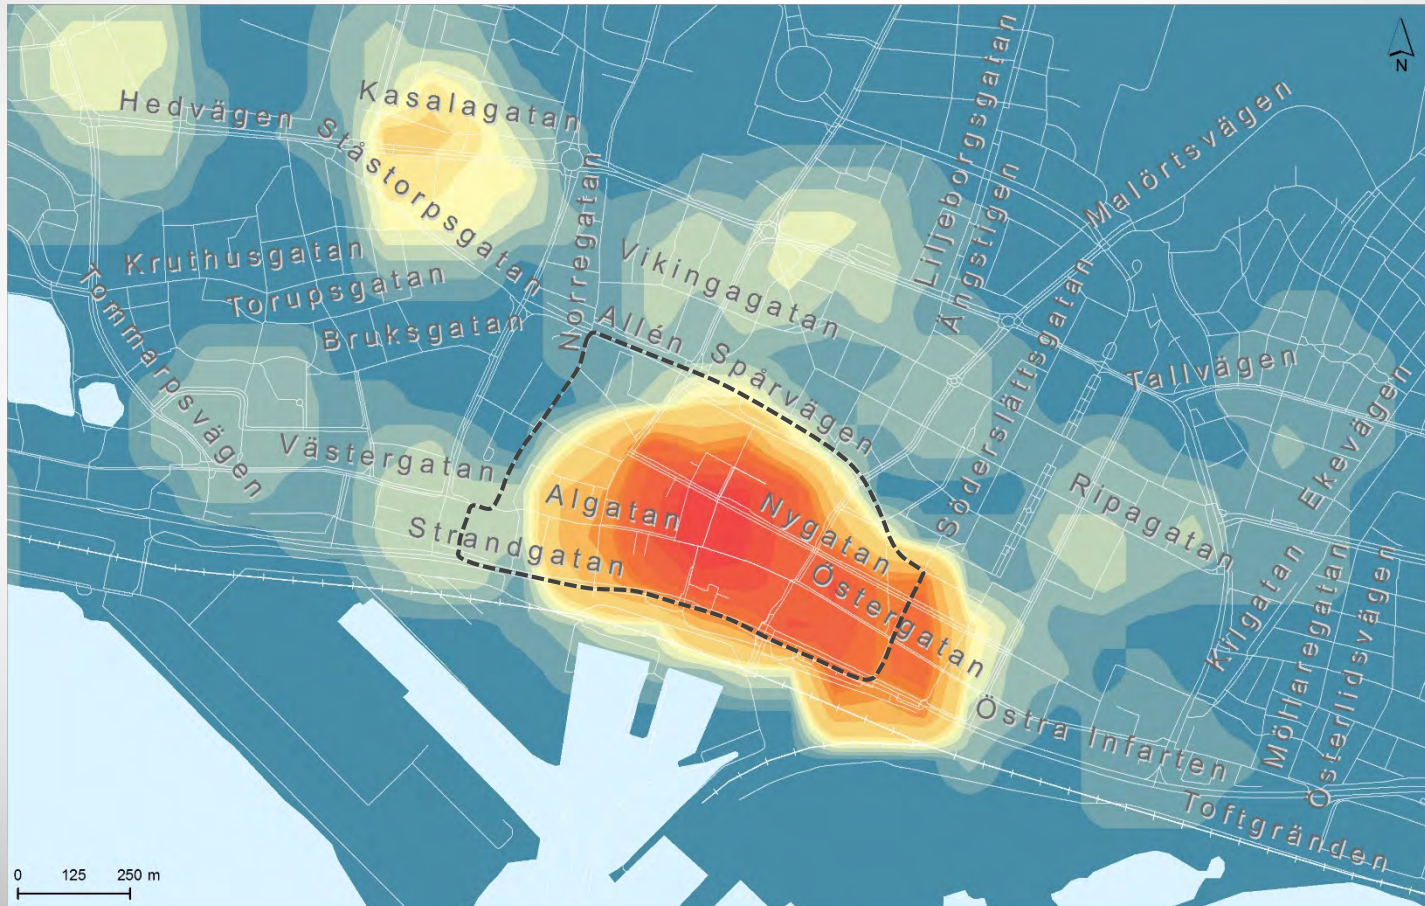 N
Hedvägen
Kasalagatan
Ståstorpsgatan
Norregatan
Liljeborgsgatan
Ängstigen
Malörtsvägen
Kruthusgatan
Torupsgatan
Bruksgatan
Tommarpsvägen
Vikingagatan
Allén
Spårvägen
Söderslättsgatan
Tallvägen
Ekevägen
Västergatan
Strandgatan
Algatan
Nygatan
Östergatan
Ripagatan
Kilgatan
Möllaregatan
Österlidsvägen
Östra Infarten
Toftgränden
0 125 250 m